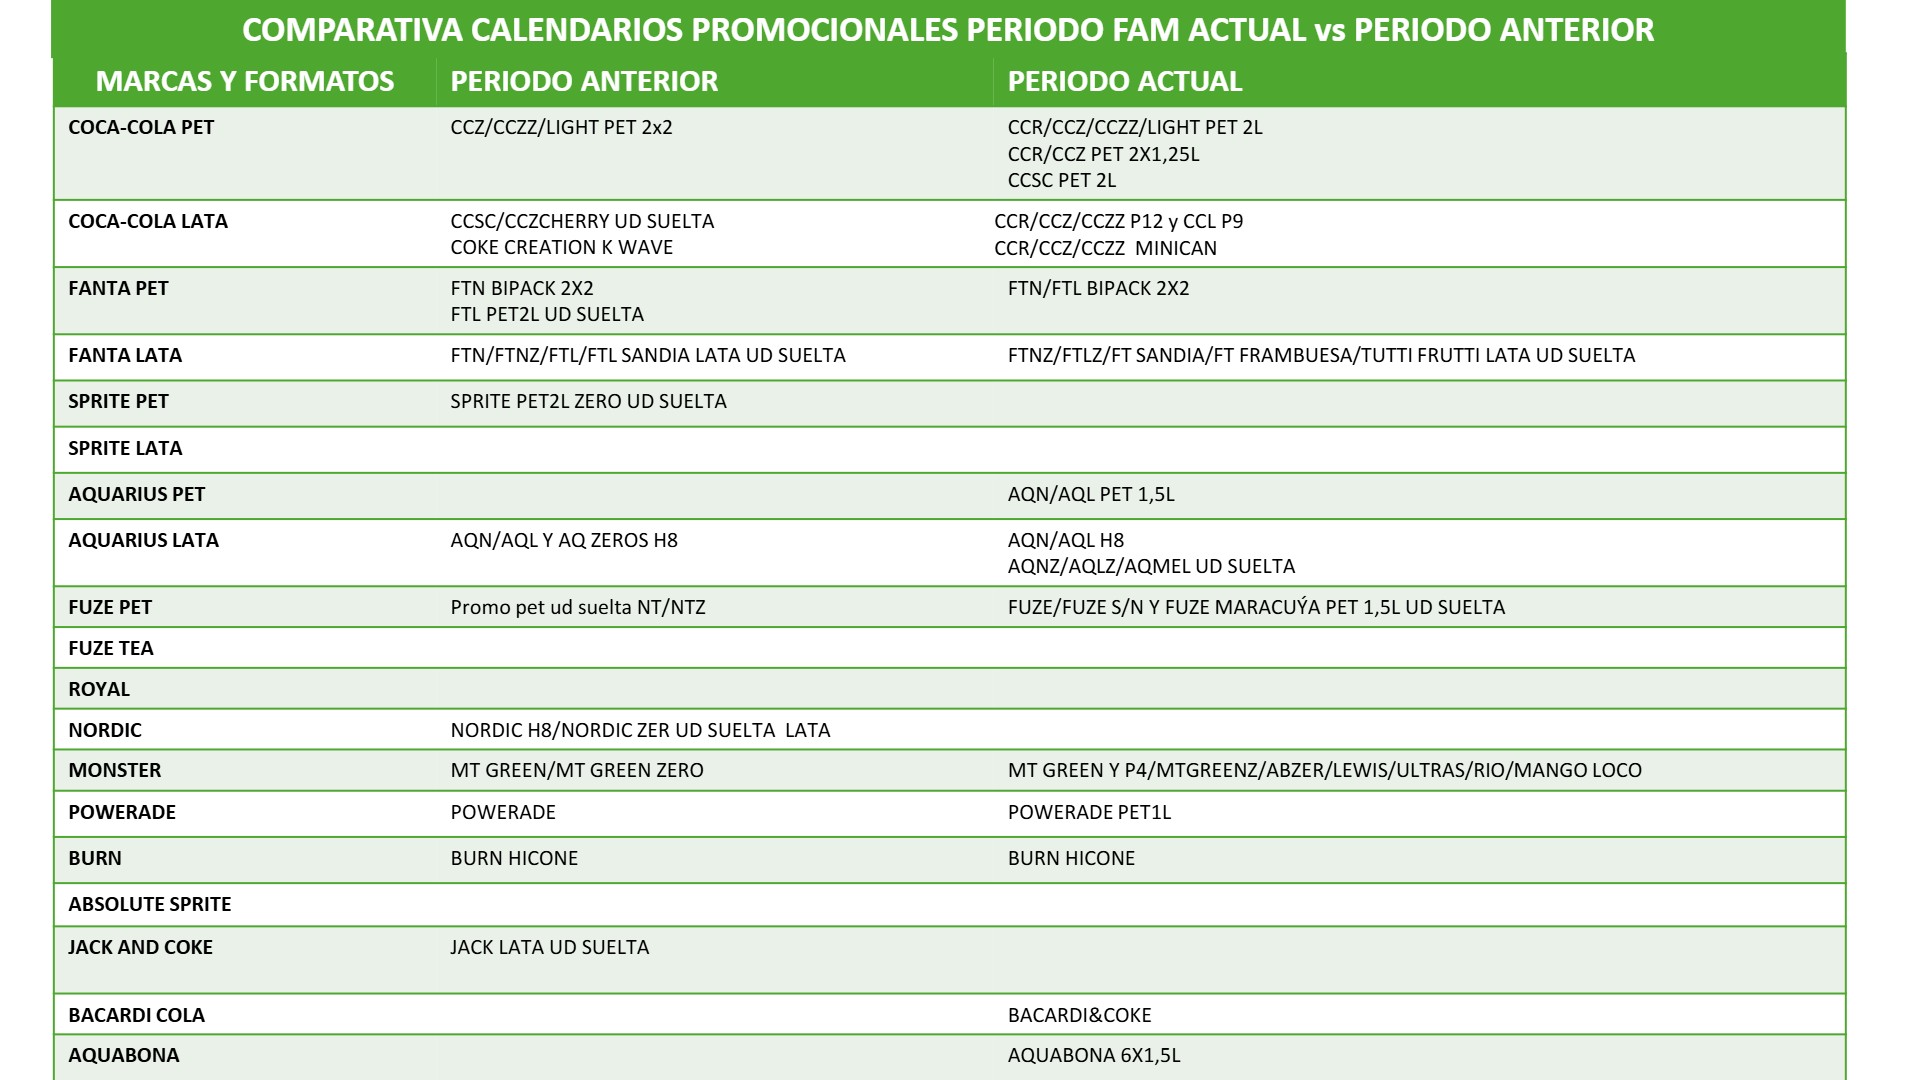 COMPARATIVA CALENDARIOS PROMOCIONALES PERIODO FAM ACTUAL vs PERIODO ANTERIOR
MARCAS Y FORMATOS PERIODO ANTERIOR PERIODO ACTUAL
COCA-COLA PET CCZ/CCZZ/LIGHT PET 2x2 CCR/CCZ/CCZZ/LIGHT PET 2L
CCR/CCZ PET 2X1,25L
CCSC PET 2L
COCA-COLA LATA CCSC/CCZCHERRY UD SUELTA CCR/CCZ/CCZZ P12 y CCL P9
COKE CREATION K WAVE CCR/CCZ/CCZZ  MINICAN
FANTA PET FTN BIPACK 2X2 FTN/FTL BIPACK 2X2
FTL PET2L UD SUELTA
FANTA LATA FTN/FTNZ/FTL/FTL SANDIA LATA UD SUELTA FTNZ/FTLZ/FT SANDIA/FT FRAMBUESA/TUTTI FRUTTI LATA UD SUELTA
SPRITE PET SPRITE PET2L ZERO UD SUELTA
SPRITE LATA
AQUARIUS PET AQN/AQL PET 1,5L
AQUARIUS LATA AQN/AQL Y AQ ZEROS H8 AQN/AQL H8
AQNZ/AQLZ/AQMEL UD SUELTA
FUZE PET Promo pet ud suelta NT/NTZ FUZE/FUZE S/N Y FUZE MARACUÝA PET 1,5L UD SUELTA
FUZE TEA
ROYAL
NORDIC NORDIC H8/NORDIC ZER UD SUELTA  LATA
MONSTER MT GREEN/MT GREEN ZERO MT GREEN Y P4/MTGREENZ/ABZER/LEWIS/ULTRAS/RIO/MANGO LOCO
POWERADE POWERADE POWERADE PET1L
BURN BURN HICONE BURN HICONE
ABSOLUTE SPRITE
JACK AND COKE JACK LATA UD SUELTA
BACARDI COLA BACARDI&COKE
AQUABONA AQUABONA 6X1,5L